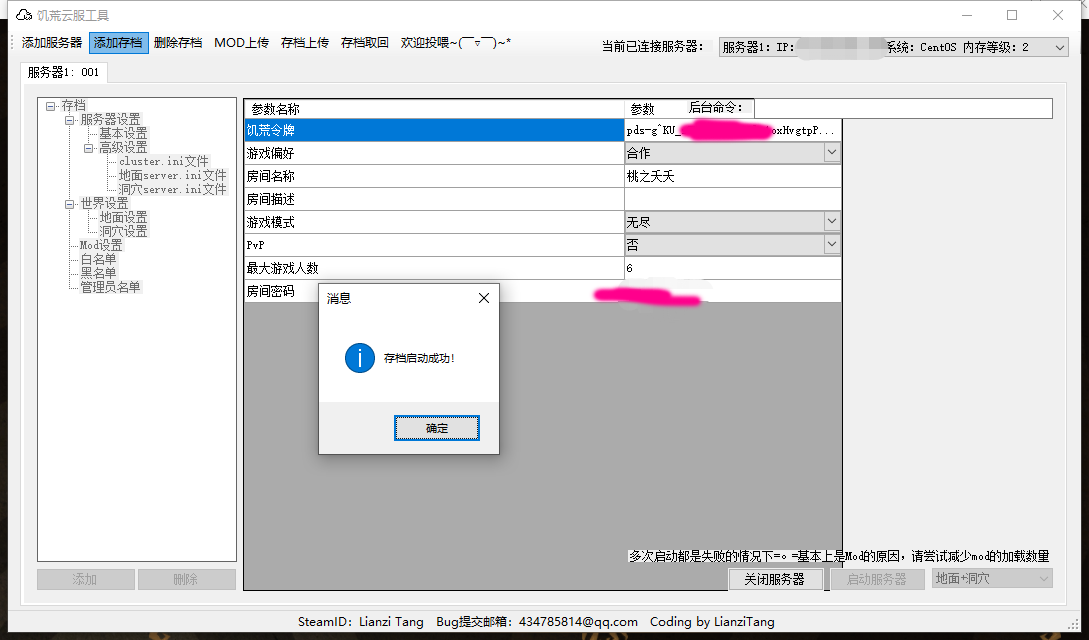 饥荒云服工具
添加服务器 添加存档 删除存档 MOD上传 存档上传 存档取回 欢迎投喂~(￣▽￣)~*
当前已连接服务器： 服务器1：IP: 系统：CentOS 内存等级：2
服务器1：001
存档
服务器设置
基本设置
高级设置
cluster.ini文件
地面server.ini文件
洞穴server.ini文件
世界设置
地面设置
洞穴设置
Mod设置
白名单
黑名单
管理员名单
参数名称 参数 后台命令：
饥荒令牌 pds-g^KU_ oxHvgtpP...
游戏偏好 合作
房间名称 桃之夭夭
房间描述
游戏模式 无尽
PvP 否
最大游戏人数 6
房间密码
消息
存档启动成功!
确定
多次启动都是失败的情况下=。=基本上是Mod的原因，请尝试减少mod的加载数量
添加 删除 关闭服务器 启动服务器 地面+洞穴
SteamID：Lianzi Tang Bug提交邮箱：434785814@qq.com Coding by LianziTang